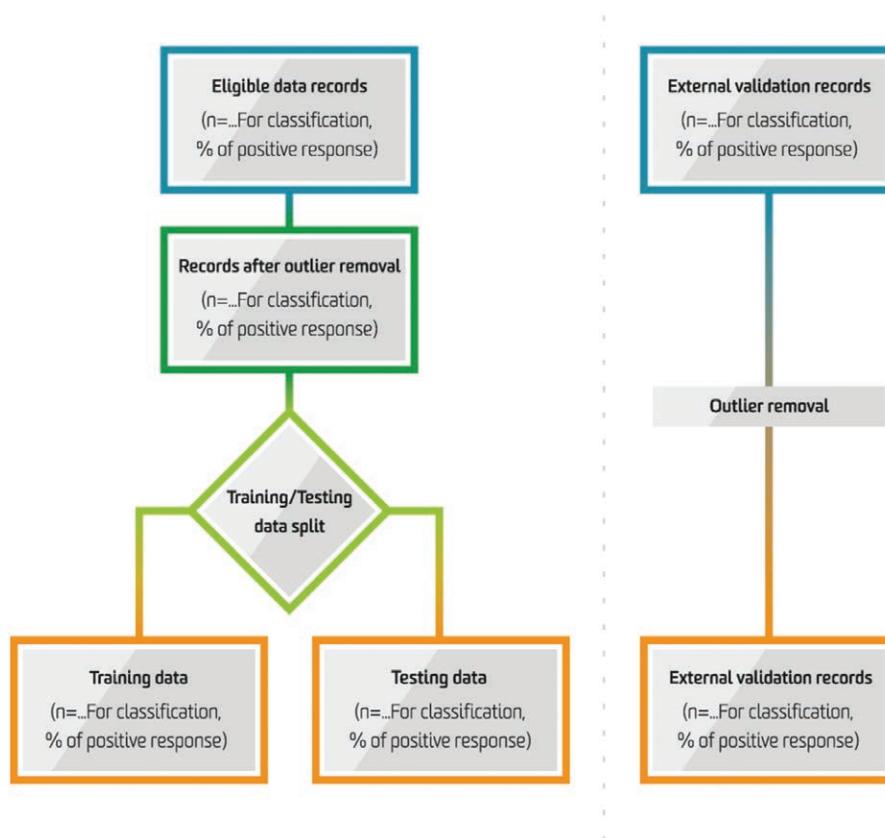 Eligible data records
(n=...For classification,
% of positive response)
Records after outlier removal
(n=...For classification,
% of positive response)
Training/Testing
data split
Training data
(n=...For classification,
% of positive response)
Testing data
(n=...For classification,
% of positive response)
External validation records
(n=...For classification,
% of positive response)
Outlier removal
External validation records
(n=...For classification,
% of positive response)